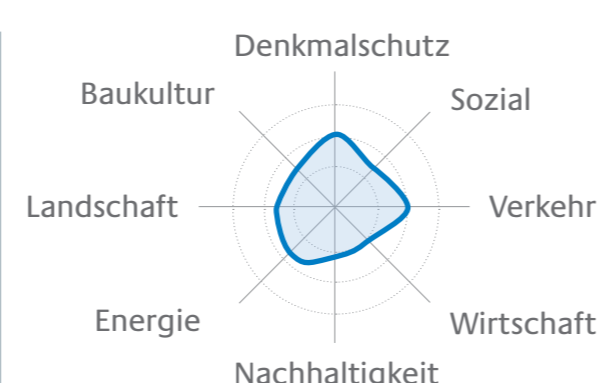 Denkmalschutz
Baukultur
Sozial
Landschaft
Verkehr
Energie
Wirtschaft
Nachhaltigkeit